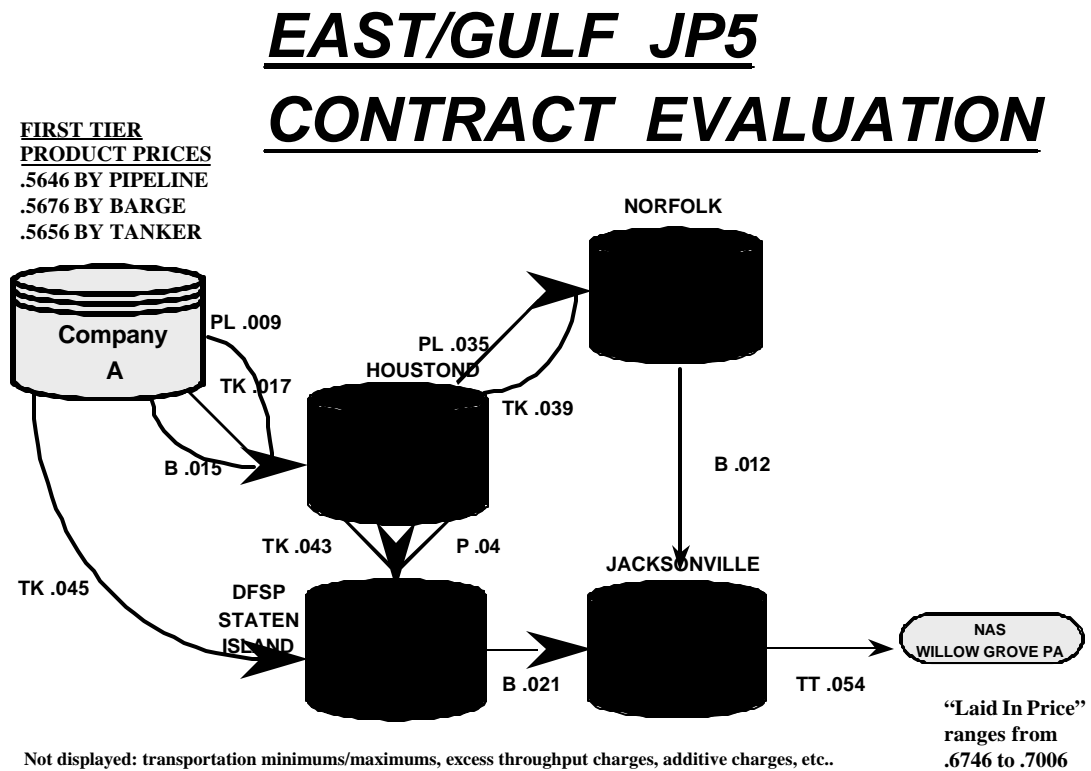 EAST/GULF JP5
CONTRACT EVALUATION
FIRST TIER
PRODUCT PRICES
.5646 BY PIPELINE
.5676 BY BARGE
.5656 BY TANKER
NORFOLK
Company
A
PL .009
PL .035
HOUSTOND
TK .017
TK .039
B .015
B .012
TK .043
P .04
JACKSONVILLE
TK .045
DFSP
STATEN
ISLAND
NAS
WILLOW GROVE PA
B .021
TT .054
“Laid In Price”
ranges from
.6746 to .7006
Not displayed: transportation minimums/maximums, excess throughput charges, additive charges, etc..